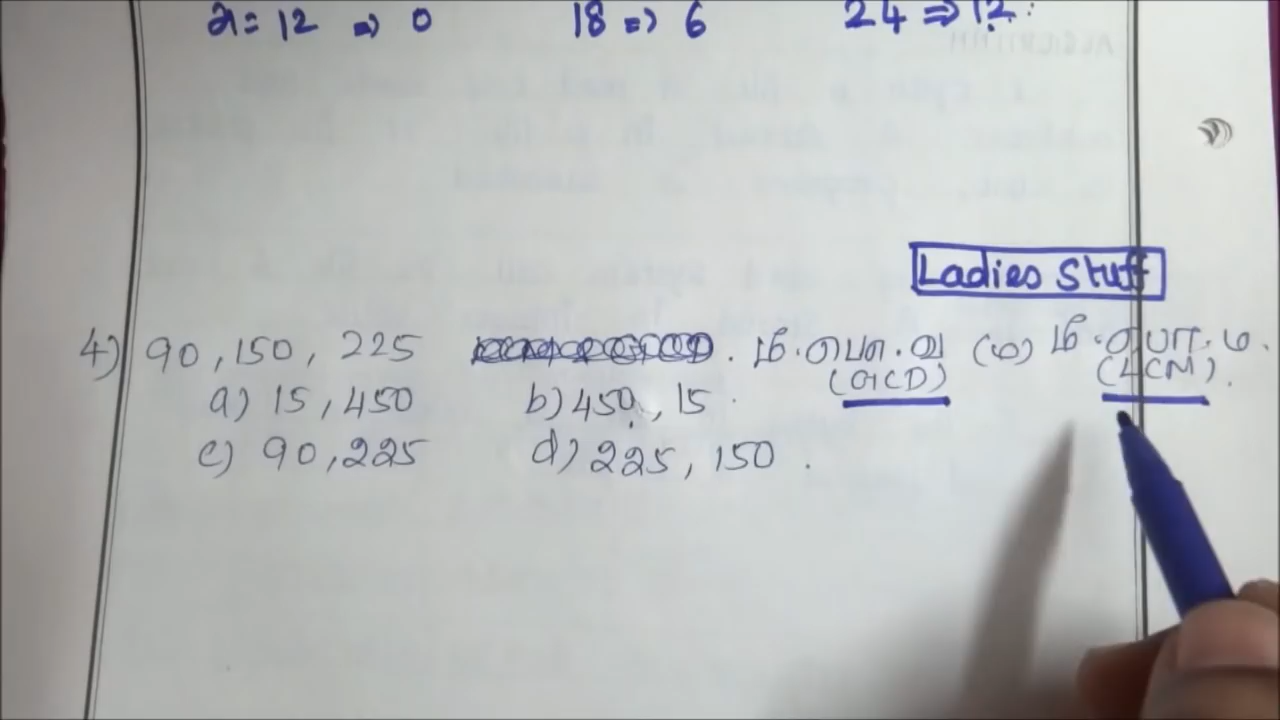 a = 12 ⇒ 0 18 ⇒ 6 24 ⇒ 12.
Ladies Stuff
4) 90, 150, 225 . மீ.பொ.வ (ம) மீ.பொ.ம.
(GCD) (LCM).
a) 15, 450 b) 450, 15.
c) 90, 225 d) 225, 150.